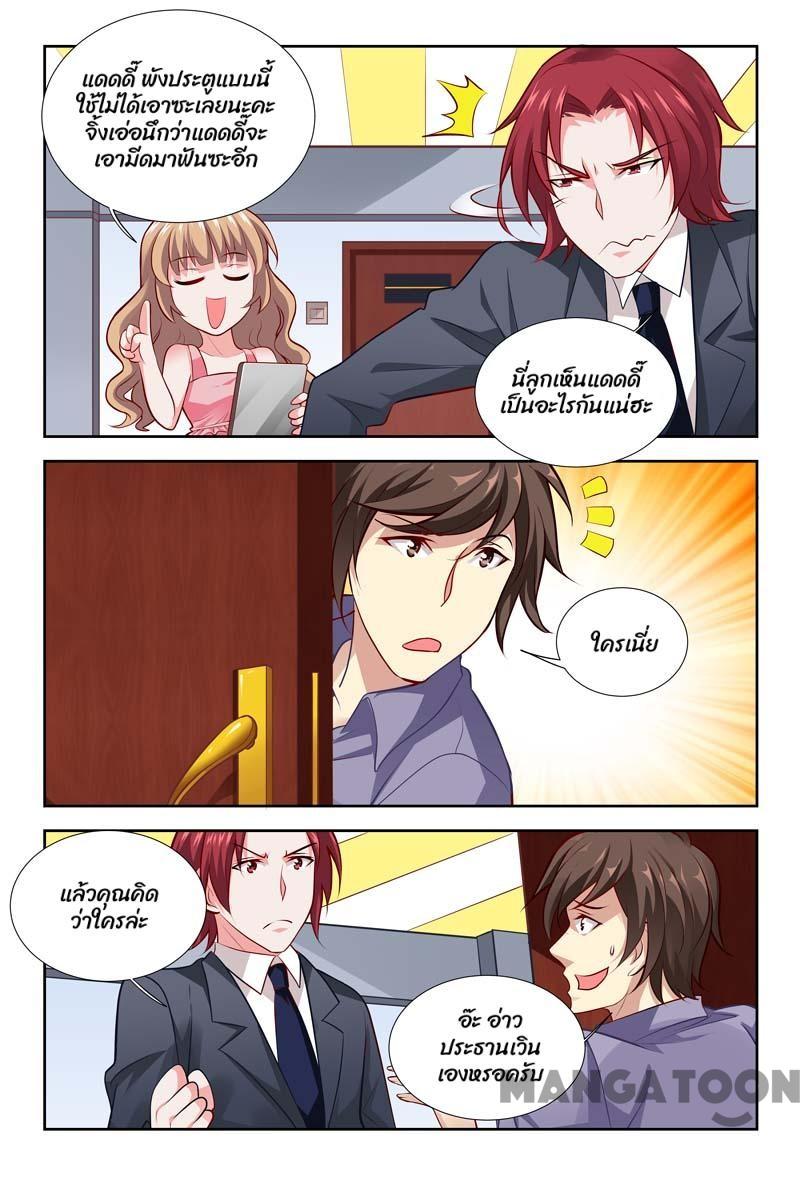 แดดดี๊ พังประตูแบบนี้
ใช้ไม่ได้เอาซะเลยนะคะ
จิ้งเอ่อนึกว่าแดดดี๊จะ
เอามีดมาฟันซะอีก
นี่ลูกเห็นแดดดี๊
เป็นอะไรกันแน่ฮะ
ใครเนี่ย
แล้วคุณคิด
ว่าใครล่ะ
อ๊ะ อ่าว
ประธานเวิน
เองหรอครับ
MANGATOON